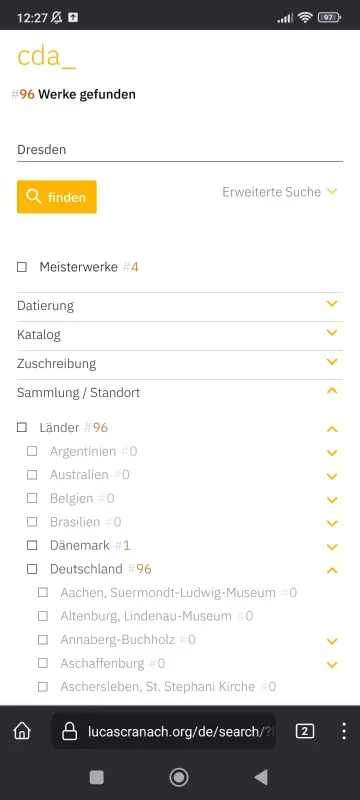 12:27
97
cda_
#96 Werke gefunden
Dresden
finden
Erweiterte Suche
Meisterwerke #4
Datierung
Katalog
Zuschreibung
Sammlung / Standort
Länder #96
Argentinien #0
Australien #0
Belgien #0
Brasilien #0
Dänemark #1
Deutschland #96
Aachen, Suermondt-Ludwig-Museum #0
Altenburg, Lindenau-Museum #0
Annaberg-Buchholz #0
Aschaffenburg #0
Aschersleben, St. Stephani Kirche #0
lucascranach.org/de/search/?
2